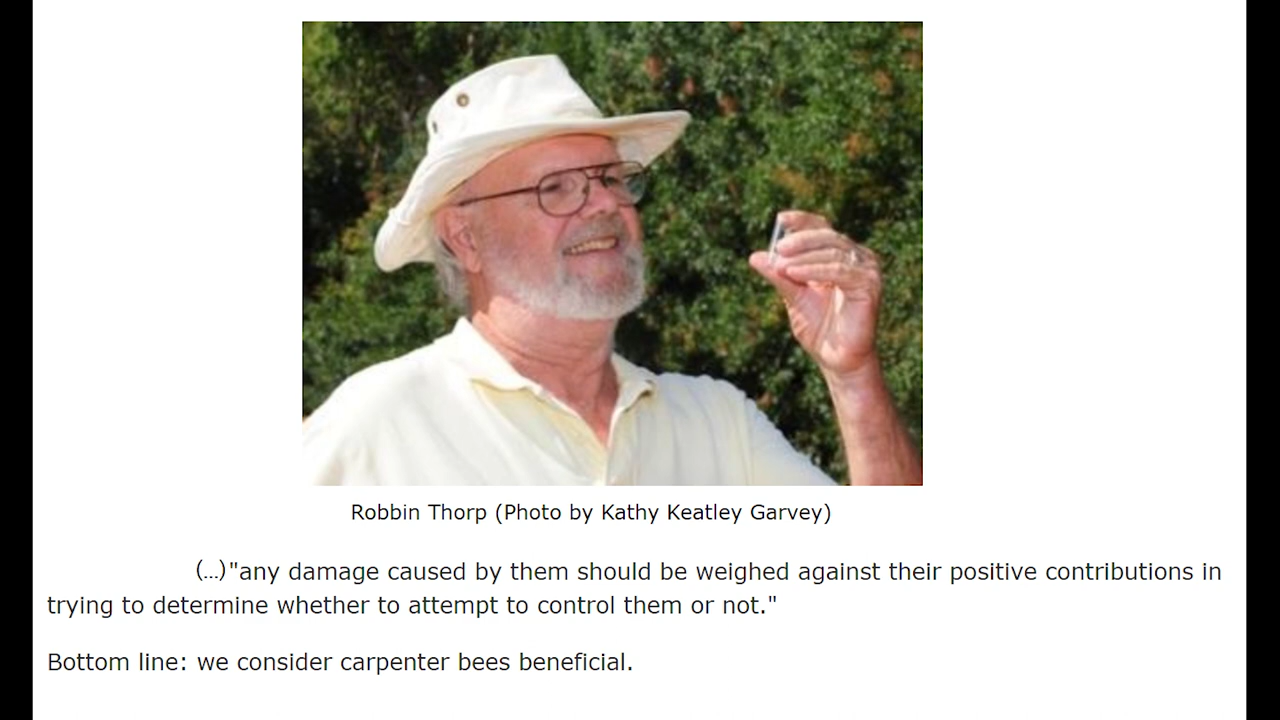 Robbin Thorp (Photo by Kathy Keatley Garvey)
(...)"any damage caused by them should be weighed against their positive contributions in
trying to determine whether to attempt to control them or not."
Bottom line: we consider carpenter bees beneficial.